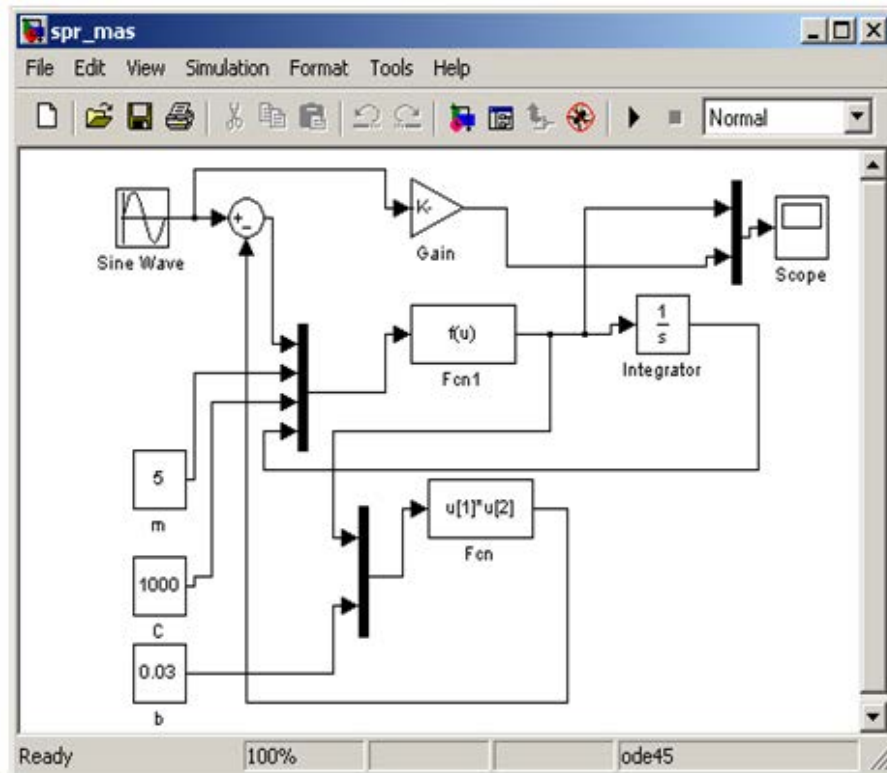 spr_mas
File Edit View Simulation Format Tools Help
Normal
Sine Wave
+
-
K-
Gain
Scope
f(u)
Fcn1
1
s
Integrator
5
m
u[1]*u[2]
Fcn
1000
C
0.03
b
Ready 100% ode45